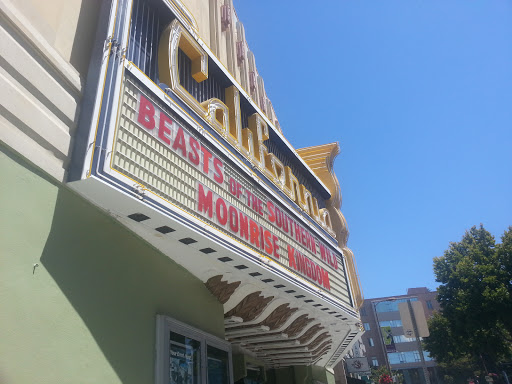 California
BEASTS OF THE SOUTHERN WILD
MOONRISE KINGDOM